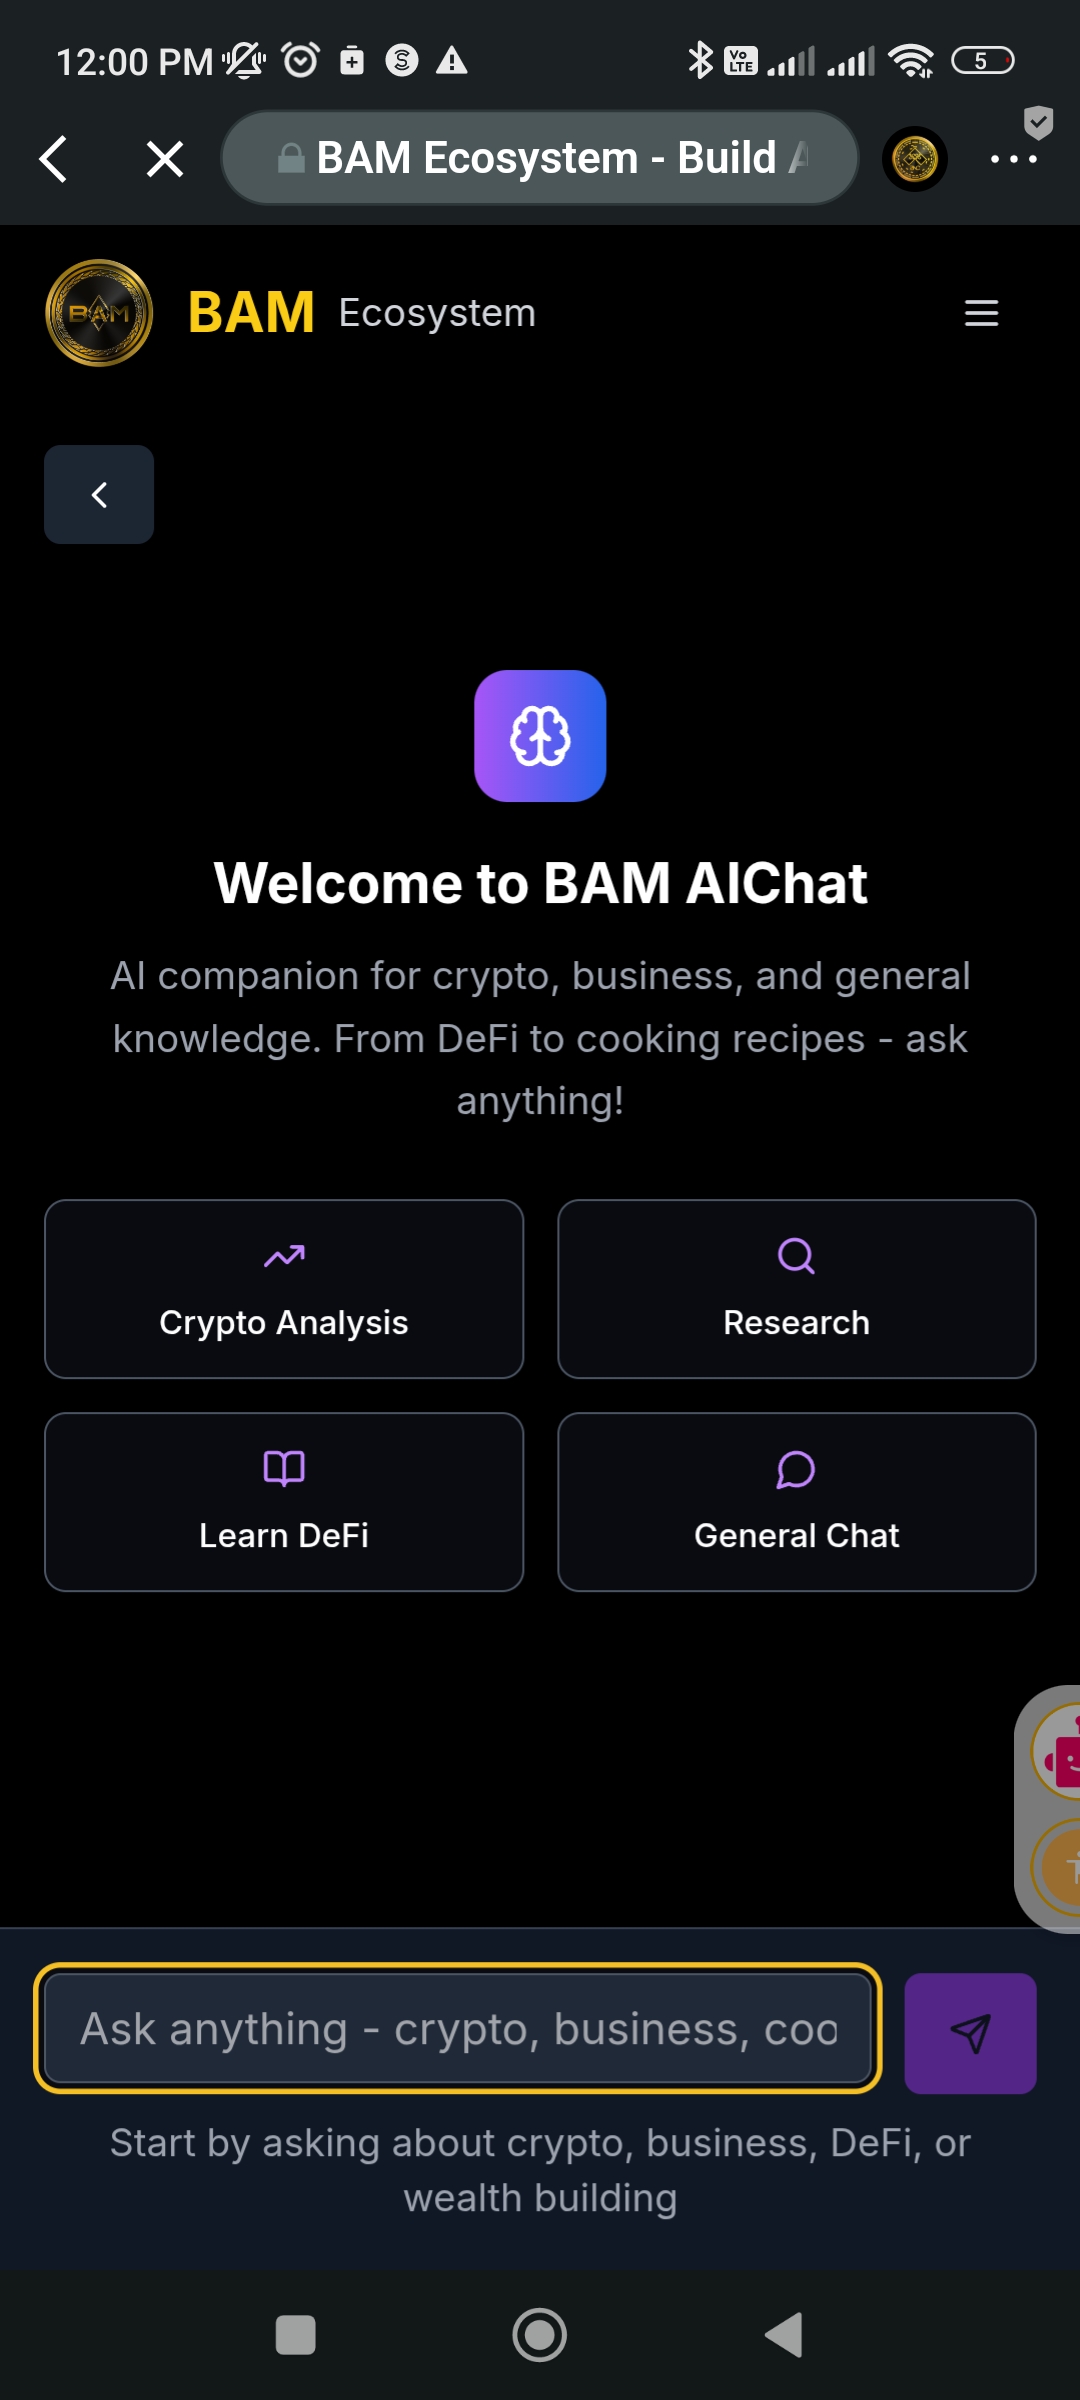 12:00 PM
Vo LTE
5
BAM Ecosystem - Build A
BAM
BAM Ecosystem
Welcome to BAM AIChat
AI companion for crypto, business, and general
knowledge. From DeFi to cooking recipes - ask
anything!
Crypto Analysis
Research
Learn DeFi
General Chat
Ask anything - crypto, business, coo
Start by asking about crypto, business, DeFi, or
wealth building